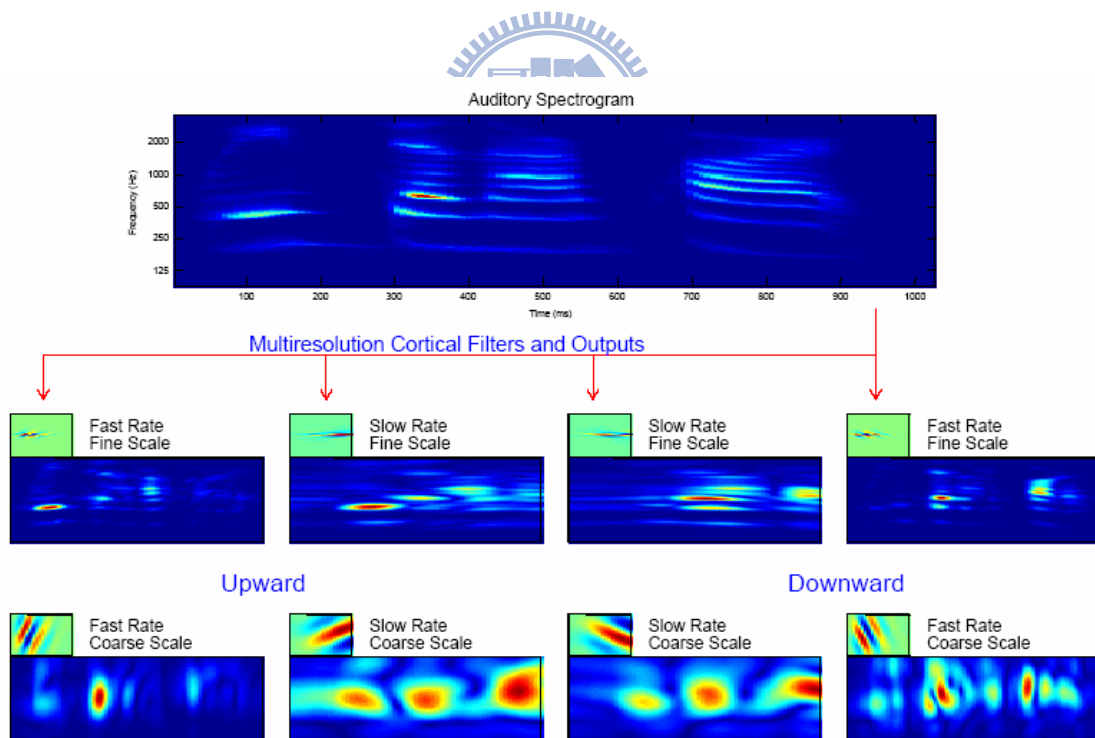 Auditory Spectrogram
Frequency (Hz)
2000
1000
500
250
125
100 200 300 400 500 600 700 800 900 1000
Time (ms)
Multiresolution Cortical Filters and Outputs
Fast Rate
Fine Scale
Slow Rate
Fine Scale
Slow Rate
Fine Scale
Fast Rate
Fine Scale
Upward
Downward
Fast Rate
Coarse Scale
Slow Rate
Coarse Scale
Slow Rate
Coarse Scale
Fast Rate
Coarse Scale